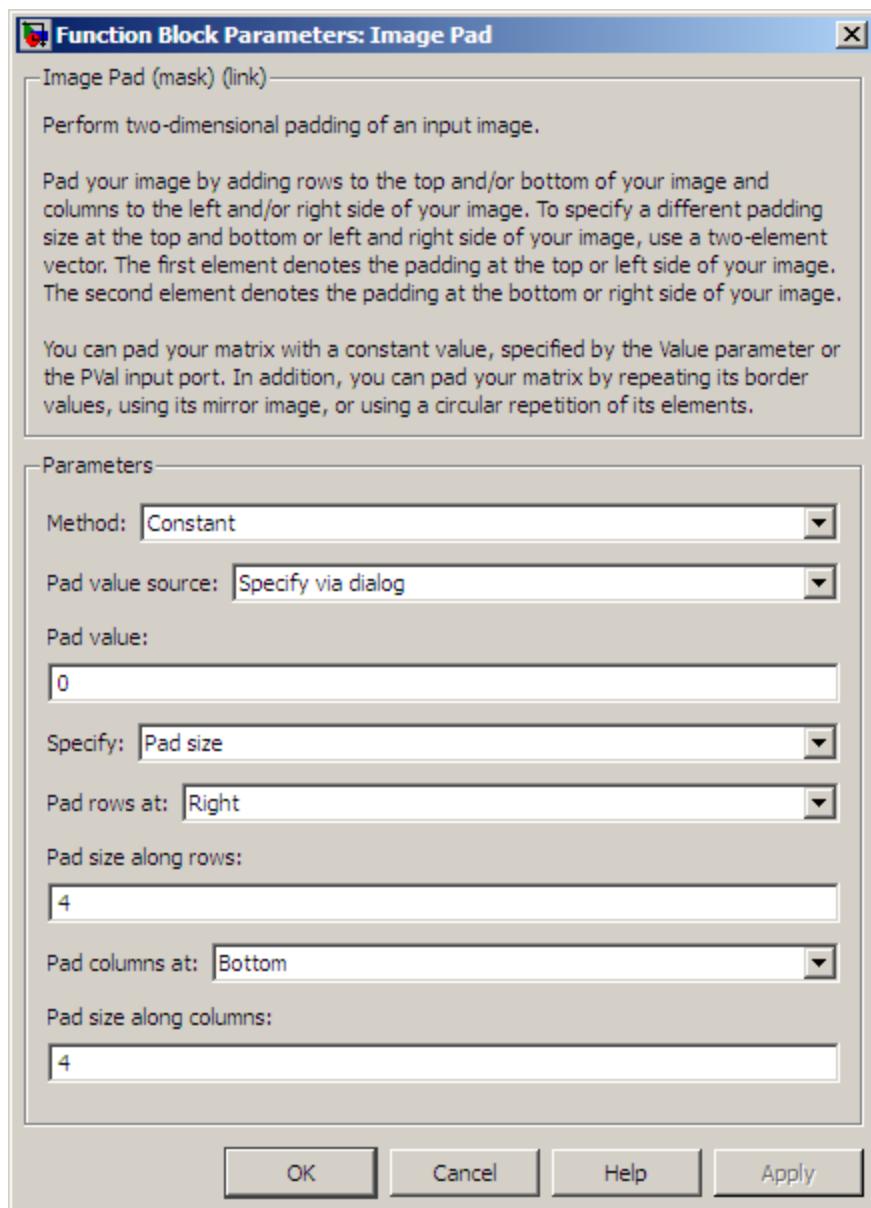 Function Block Parameters: Image Pad
Image Pad (mask) (link)
Perform two-dimensional padding of an input image.
Pad your image by adding rows to the top and/or bottom of your image and
columns to the left and/or right side of your image. To specify a different padding
size at the top and bottom or left and right side of your image, use a two-element
vector. The first element denotes the padding at the top or left side of your image.
The second element denotes the padding at the bottom or right side of your image.
You can pad your matrix with a constant value, specified by the Value parameter or
the PVal input port. In addition, you can pad your matrix by repeating its border
values, using its mirror image, or using a circular repetition of its elements.
Parameters
Method: Constant
Pad value source: Specify via dialog
Pad value:
0
Specify: Pad size
Pad rows at: Right
Pad size along rows:
4
Pad columns at: Bottom
Pad size along columns:
4
OK Cancel Help Apply